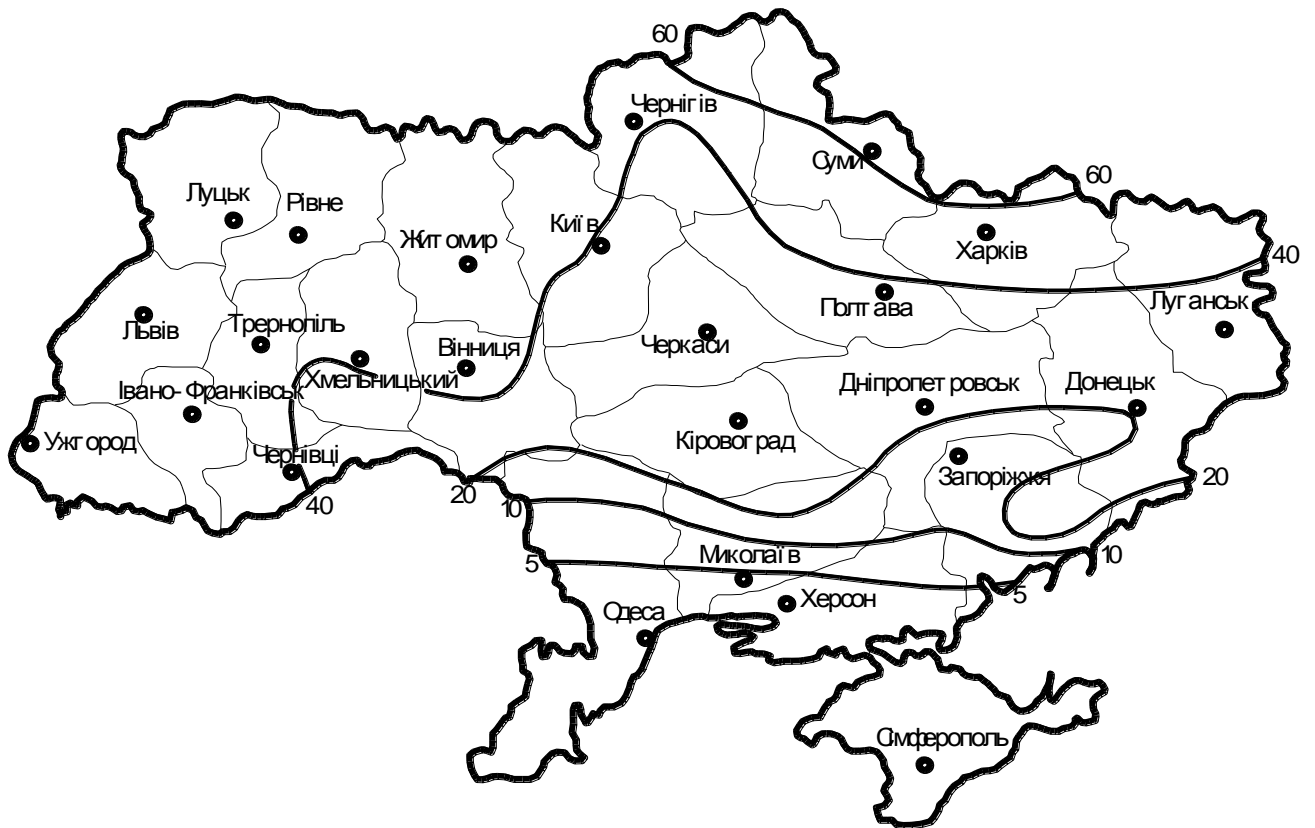 60
Чернігів
Суми
60
Луцьк
Рівне
Київ
Житомир
Харків
40
Полтава
Луганськ
Львів
Трернопіль
Вінниця
Черкаси
Хмельницький
Дніпропетровськ
Донецьк
Івано-Франківськ
Ужгород
Кіровоград
Чернівці
Запоріжжя
20
20
40
10
Миколаїв
10
5
5
Херсон
Одеса
Сімферополь